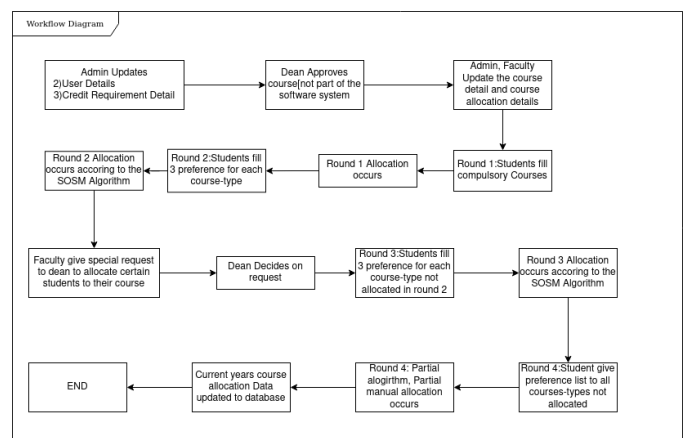 Workflow Diagram
Admin Updates
2)User Details
3)Credit Requirement Detail
Dean Approves
course[not part of the
software system
Admin, Faculty
Update the course
detail and course
allocation details
Round 2 Allocation
occurs accoring to the
SOSM Algorithm
Round 2:Students fill
3 preference for each
course-type
Round 1 Allocation
occurs
Round 1:Students fill
compulsory Courses
Faculty give special request
to dean to allocate certain
students to their course
Dean Decides on
request
Round 3:Students fill
3 preference for each
course-type not
allocated in round 2
Round 3 Allocation
occurs accoring to the
SOSM Algorithm
END
Current years course
allocation Data
updated to database
Round 4: Partial
alogirthm, Partial
manual allocation
occurs
Round 4:Student give
preference list to all
courses-types not
allocated